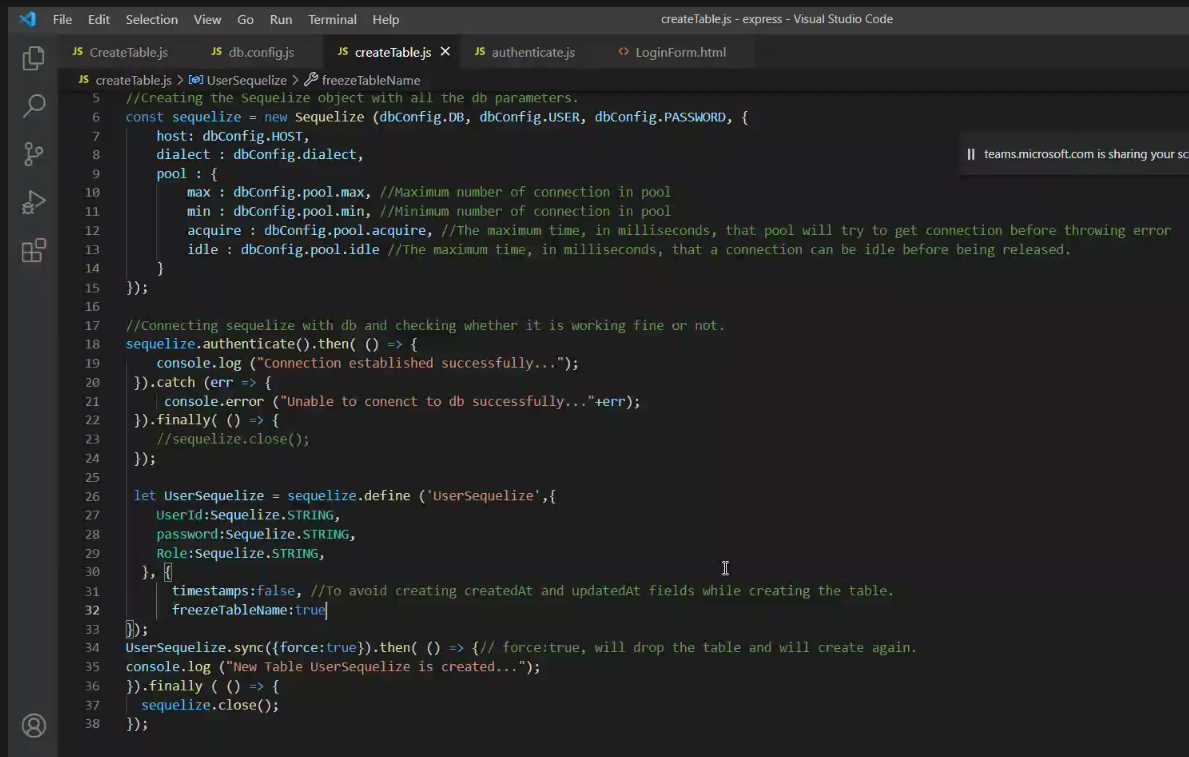 File Edit Selection View Go Run Terminal Help createTable.js - express - Visual Studio Code
JS CreateTable.js JS db.config.js JS createTable.js × JS authenticate.js <> LoginForm.html
JS createTable.js > UserSequelize > freezeTableName
5 //Creating the Sequelize object with all the db parameters.
6 const sequelize = new Sequelize (dbConfig.DB, dbConfig.USER, dbConfig.PASSWORD, {
7 host: dbConfig.HOST,
8 dialect : dbConfig.dialect,
teams.microsoft.com is sharing your sc
9 pool : {
10 max : dbConfig.pool.max, //Maximum number of connection in pool
11 min : dbConfig.pool.min, //Minimum number of connection in pool
12 acquire : dbConfig.pool.acquire, //The maximum time, in milliseconds, that pool will try to get connection before throwing error
13 idle : dbConfig.pool.idle //The maximum time, in milliseconds, that a connection can be idle before being released.
14 }
15 });
16
17 //Connecting sequelize with db and checking whether it is working fine or not.
18 sequelize.authenticate().then( () => {
19 console.log ("Connection established successfully...");
20 }).catch (err => {
21 console.error ("Unable to conenct to db successfully..."+err);
22 }).finally( () => {
23 //sequelize.close();
24 });
25
26 let UserSequelize = sequelize.define ('UserSequelize',{
27 UserId:Sequelize.STRING,
28 password:Sequelize.STRING,
29 Role:Sequelize.STRING,
30 }, {
31 timestamps:false, //To avoid creating createdAt and updatedAt fields while creating the table.
32 freezeTableName:true
33 });
34 UserSequelize.sync({force:true}).then( () => {// force:true, will drop the table and will create again.
35 console.log ("New Table UserSequelize is created...");
36 }).finally ( () => {
37 sequelize.close();
38 });